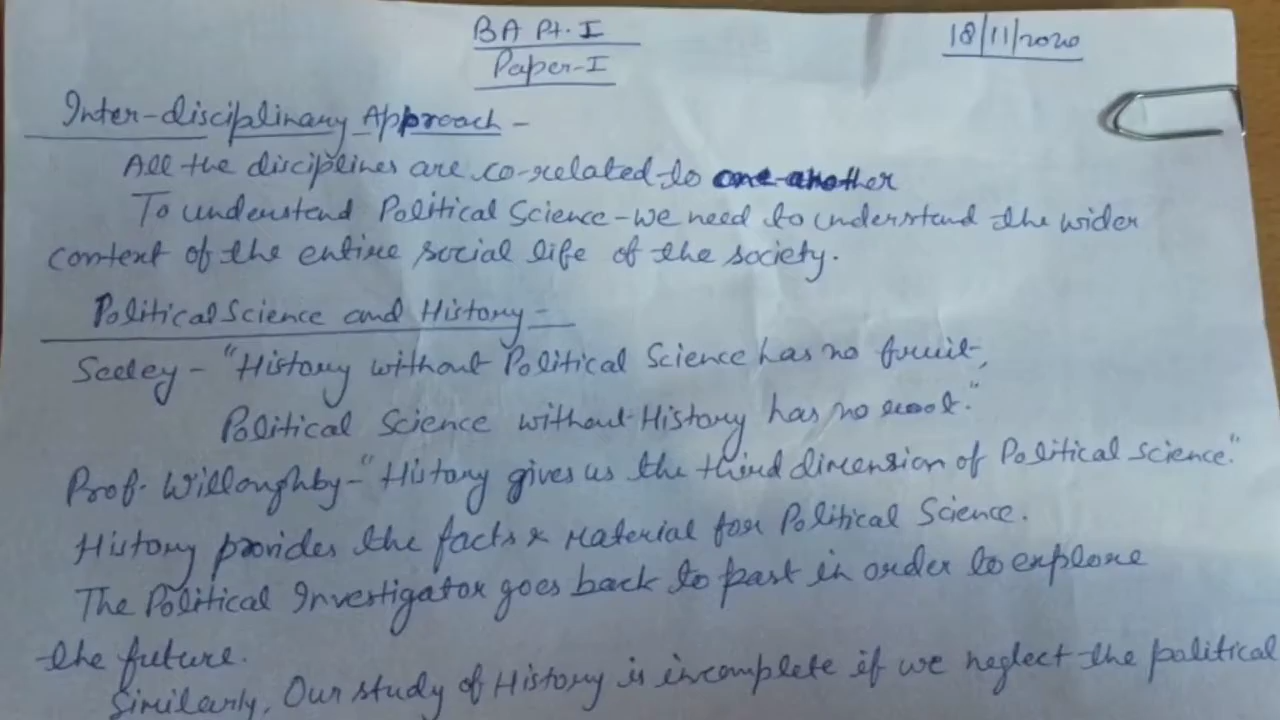 BA Pt. I
18/11/2020
Paper-I
Inter-disciplinary Approach -
All the disciplines are co-related to one another
To understand Political Science - we need to understand the wider
context of the entire social life of the society.
Political Science and History -
Seeley - "History without Political Science has no fruit,
Political Science without History has no root."
Prof. Willoughby - "History gives us the third dimension of Political Science."
History provides the facts & material for Political Science.
The Political Investigator goes back to past in order to explore
the future.
Similarly, Our study of History is incomplete if we neglect the political